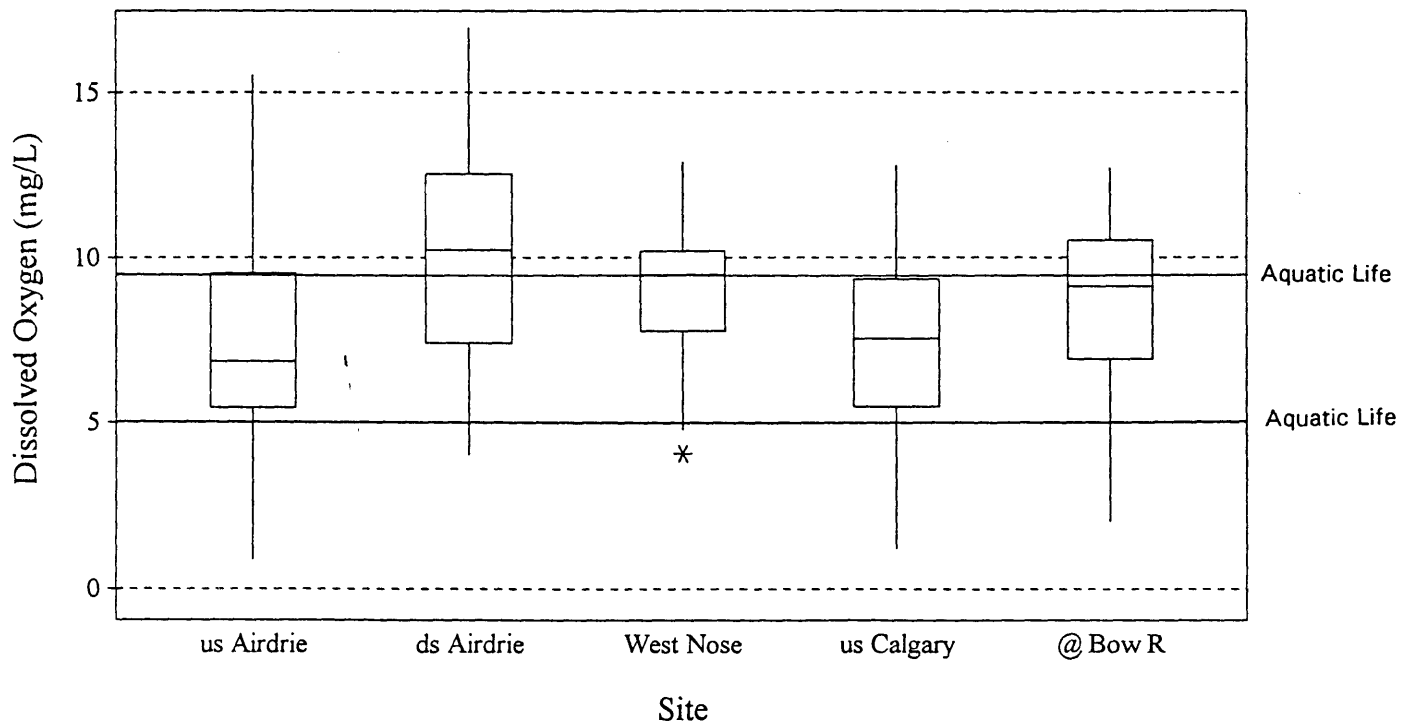 Dissolved Oxygen (mg/L)
15
10
5
0
Aquatic Life
Aquatic Life
us Airdrie
ds Airdrie
West Nose
us Calgary
@ Bow R
Site